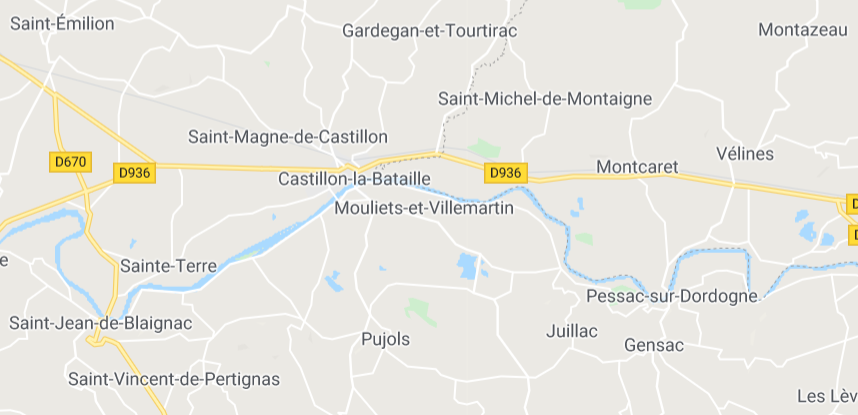 Saint-Émilion
Gardegan-et-Tourtirac
Montazeau
Saint-Michel-de-Montaigne
Saint-Magne-de-Castillon
D670
D936
Castillon-la-Bataille
D936
Montcaret
Vélines
Mouliets-et-Villemartin
D
D
e
Sainte-Terre
Pessac-sur-Dordogne
Saint-Jean-de-Blaignac
Pujols
Juillac
Gensac
Saint-Vincent-de-Pertignas
Les Lèv